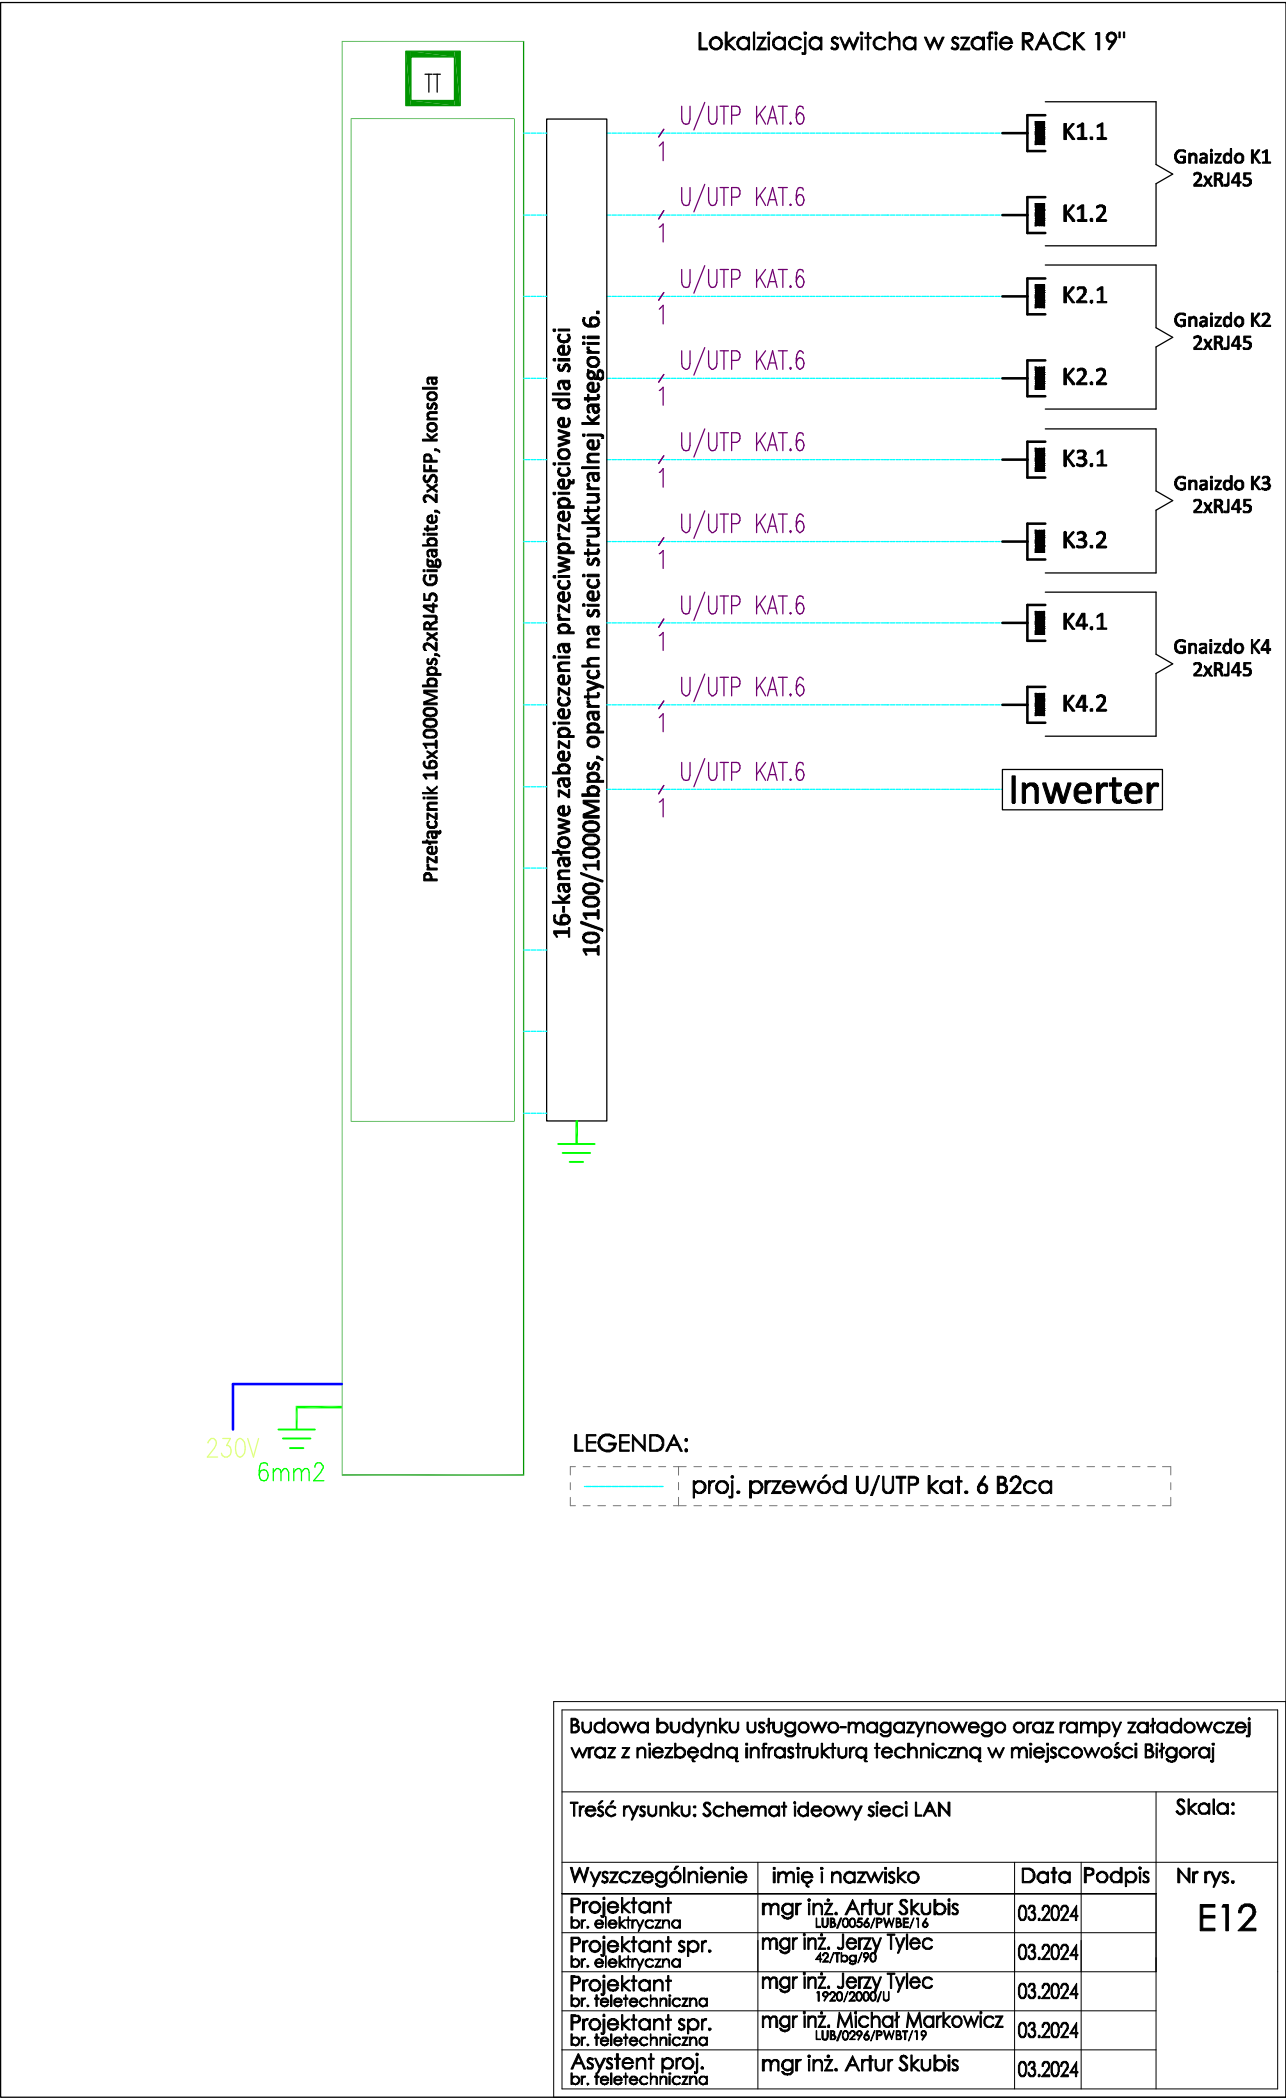 Lokalziacja switcha w szafie RACK 19"
TT
Przełącznik 16x1000Mbps,2xRJ45 Gigabite, 2xSFP, konsola
16-kanałowe zabezpieczenia przeciwprzepięciowe dla sieci
10/100/1000Mbps, opartych na sieci strukturalnej kategorii 6.
U/UTP KAT.6
1
K1.1
U/UTP KAT.6
1
K1.2
Gnaizdo K1
2xRJ45
U/UTP KAT.6
1
K2.1
U/UTP KAT.6
1
K2.2
Gnaizdo K2
2xRJ45
U/UTP KAT.6
1
K3.1
U/UTP KAT.6
1
K3.2
Gnaizdo K3
2xRJ45
U/UTP KAT.6
1
K4.1
U/UTP KAT.6
1
K4.2
Gnaizdo K4
2xRJ45
U/UTP KAT.6
1
Inwerter
230V
6mm2
LEGENDA:
proj. przewód U/UTP kat. 6 B2ca
Budowa budynku usługowo-magazynowego oraz rampy załadowczej
wraz z niezbędną infrastrukturą techniczną w miejscowości Biłgoraj
Treść rysunku: Schemat ideowy sieci LAN
Skala:
Wyszczególnienie imię i nazwisko Data Podpis
Nr rys.
E12
Projektant mgr inż. Artur Skubis 03.2024
br. elektryczna LUB/0056/PWBE/16
Projektant spr. mgr inż. Jerzy Tylec 03.2024
br. elektryczna 42/Tbg/90
Projektant mgr inż. Jerzy Tylec 03.2024
br. teletechniczna 1920/2000/U
Projektant spr. mgr inż. Michał Markowicz 03.2024
br. teletechniczna LUB/0296/PWBT/19
Asystent proj. mgr inż. Artur Skubis 03.2024
br. teletechniczna